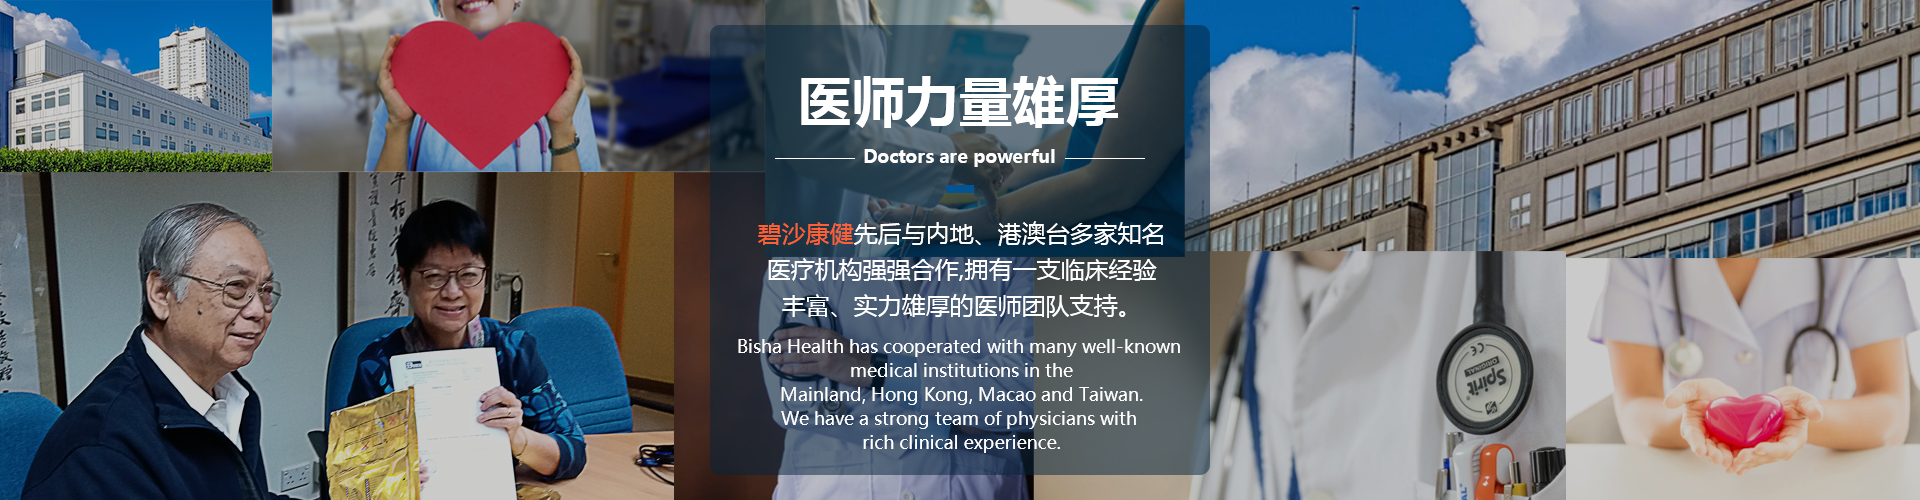 医师力量雄厚
Doctors are powerful
碧沙康健先后与内地、港澳台多家知名
医疗机构强强合作,拥有一支临床经验
丰富、实力雄厚的医师团队支持。
Bisha Health has cooperated with many well-known
medical institutions in the
Mainland, Hong Kong, Macao and Taiwan.
We have a strong team of physicians with
rich clinical experience.
Spirit
ORIGINAL
CE